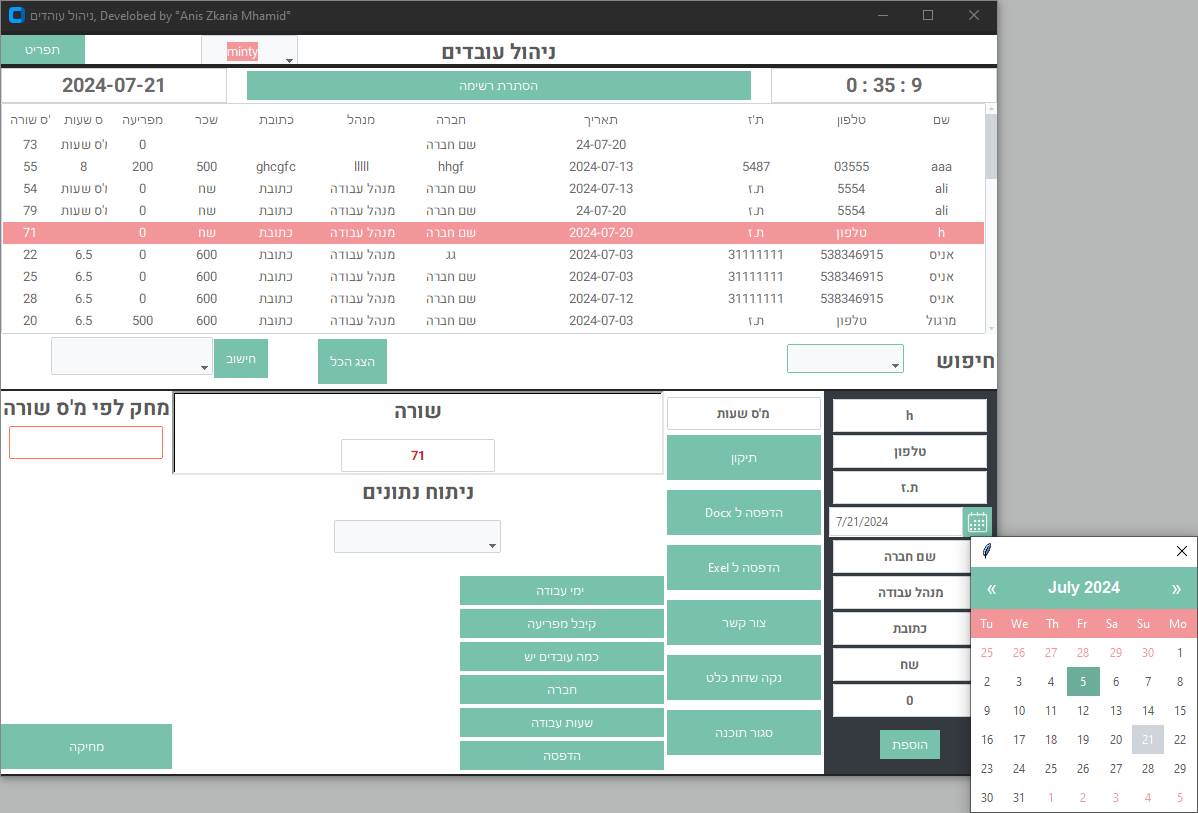 ניהול עוהדים, Develobed by °Anis Zkaria Mhamid°
תפריט
minty
ניהול עובדים
2024-07-21
הסתרת רשימה
0 : 35 : 9
ס שורה' ס שעות מפריעה שכר כתובת מנהל חברה תאריך ת'ז טלפון שם
73 מ'ס שעות 0 שם חברה 24-07-20
55 8 200 500 ghcgfc lllll hhgf 2024-07-13 5487 03555 aaa
54 מ'ס שעות 0 שח כתובת מנהל עבודה שם חברה 2024-07-13 ת.ז 5554 ali
79 מ'ס שעות 0 שח כתובת מנהל עבודה שם חברה 24-07-20 ת.ז 5554 ali
71 0 שח כתובת מנהל עבודה שם חברה 2024-07-20 ת.ז טלפון h
22 6.5 0 600 כתובת מנהל עבודה גג 2024-07-03 31111111 538346915 אניס
25 6.5 0 600 כתובת מנהל עבודה שם חברה 2024-07-03 31111111 538346915 אניס
28 6.5 0 600 כתובת מנהל עבודה שם חברה 2024-07-12 31111111 538346915 אניס
20 6.5 500 600 כתובת מנהל עבודה שם חברה 2024-07-03 ת.ז טלפון מרגול
חיפוש
הצג הכל
חישוב
h
טלפון
ת.ז
7/21/2024
שם חברה
מנהל עבודה
כתובת
שח
0
הוספת
מ'ס שעות
תיקון
הדפסה ל Docx
הדפסה ל Exel
צור קשר
נקה שדות כלט
סגור תוכנה
שורה
71
ניתוח נתונים
ימי עבודה
קיבל מפריעה
כמה עובדים יש
חברה
שעות עבודה
הדפסה
מחק לפי מ'ס שורה
מחיקה
« July 2024 »
Tu We Th Fr Sa Su Mo
25 26 27 28 29 30 1
2 3 4 5 6 7 8
9 10 11 12 13 14 15
16 17 18 19 20 21 22
23 24 25 26 27 28 29
30 31 1 2 3 4 5